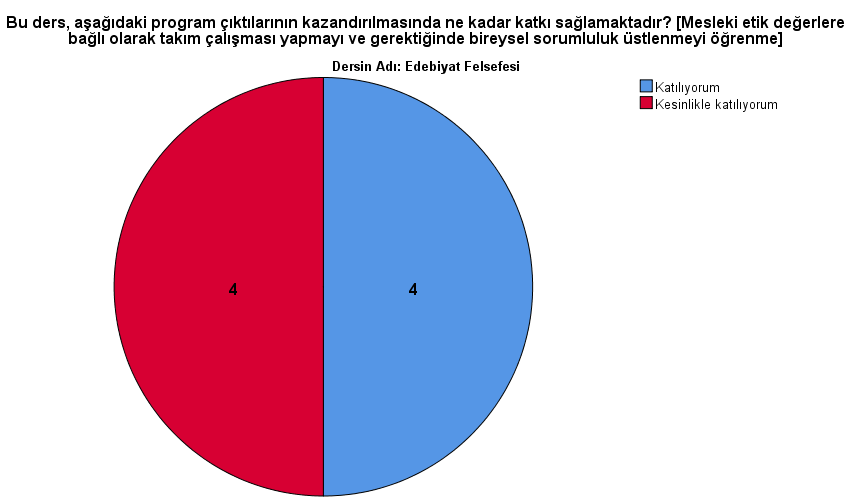 Bu ders, aşağıdaki program çıktılarının kazandırılmasında ne kadar katkı sağlamaktadır? [Mesleki etik değerlere
bağlı olarak takım çalışması yapmayı ve gerektiğinde bireysel sorumluluk üstlenmeyi öğrenme]
Dersin Adı: Edebiyat Felsefesi
Katılıyorum
Kesinlikle katılıyorum
4
4